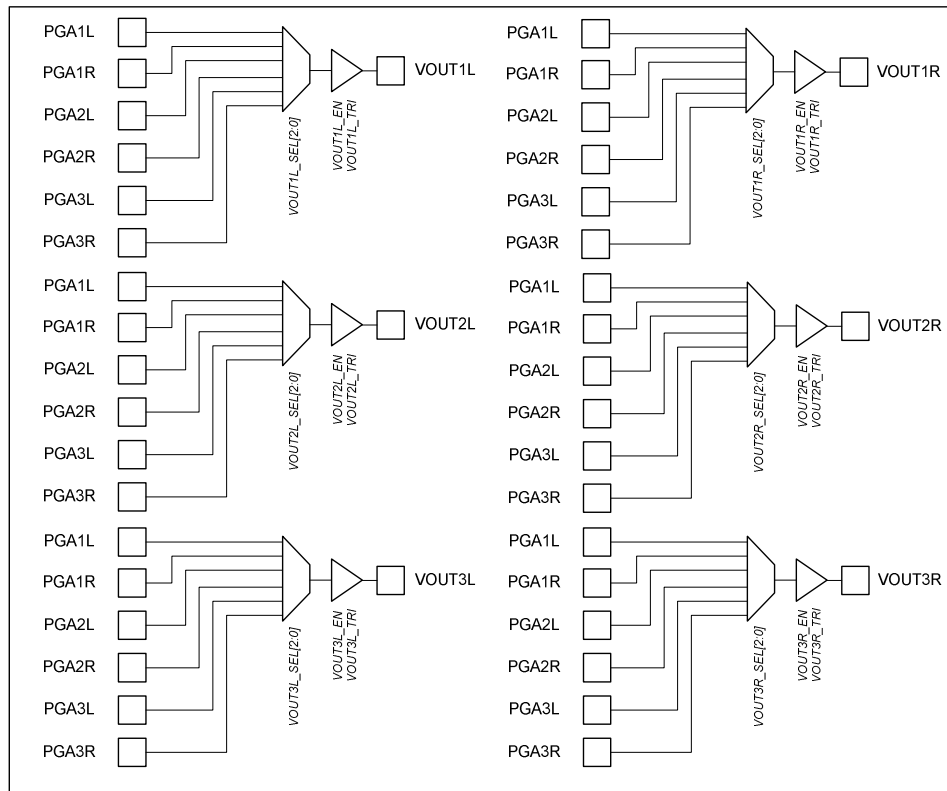 PGA1L
PGA1R
PGA2L
PGA2R
PGA3L
PGA3R
VOUT1L_SEL[2:0]
VOUT1L_EN
VOUT1L_TRI
VOUT1L
PGA1L
PGA1R
PGA2L
PGA2R
PGA3L
PGA3R
VOUT1R_SEL[2:0]
VOUT1R_EN
VOUT1R_TRI
VOUT1R
PGA1L
PGA1R
PGA2L
PGA2R
PGA3L
PGA3R
VOUT2L_SEL[2:0]
VOUT2L_EN
VOUT2L_TRI
VOUT2L
PGA1L
PGA1R
PGA2L
PGA2R
PGA3L
PGA3R
VOUT2R_SEL[2:0]
VOUT2R_EN
VOUT2R_TRI
VOUT2R
PGA1L
PGA1R
PGA2L
PGA2R
PGA3L
PGA3R
VOUT3L_SEL[2:0]
VOUT3L_EN
VOUT3L_TRI
VOUT3L
PGA1L
PGA1R
PGA2L
PGA2R
PGA3L
PGA3R
VOUT3R_SEL[2:0]
VOUT3R_EN
VOUT3R_TRI
VOUT3R